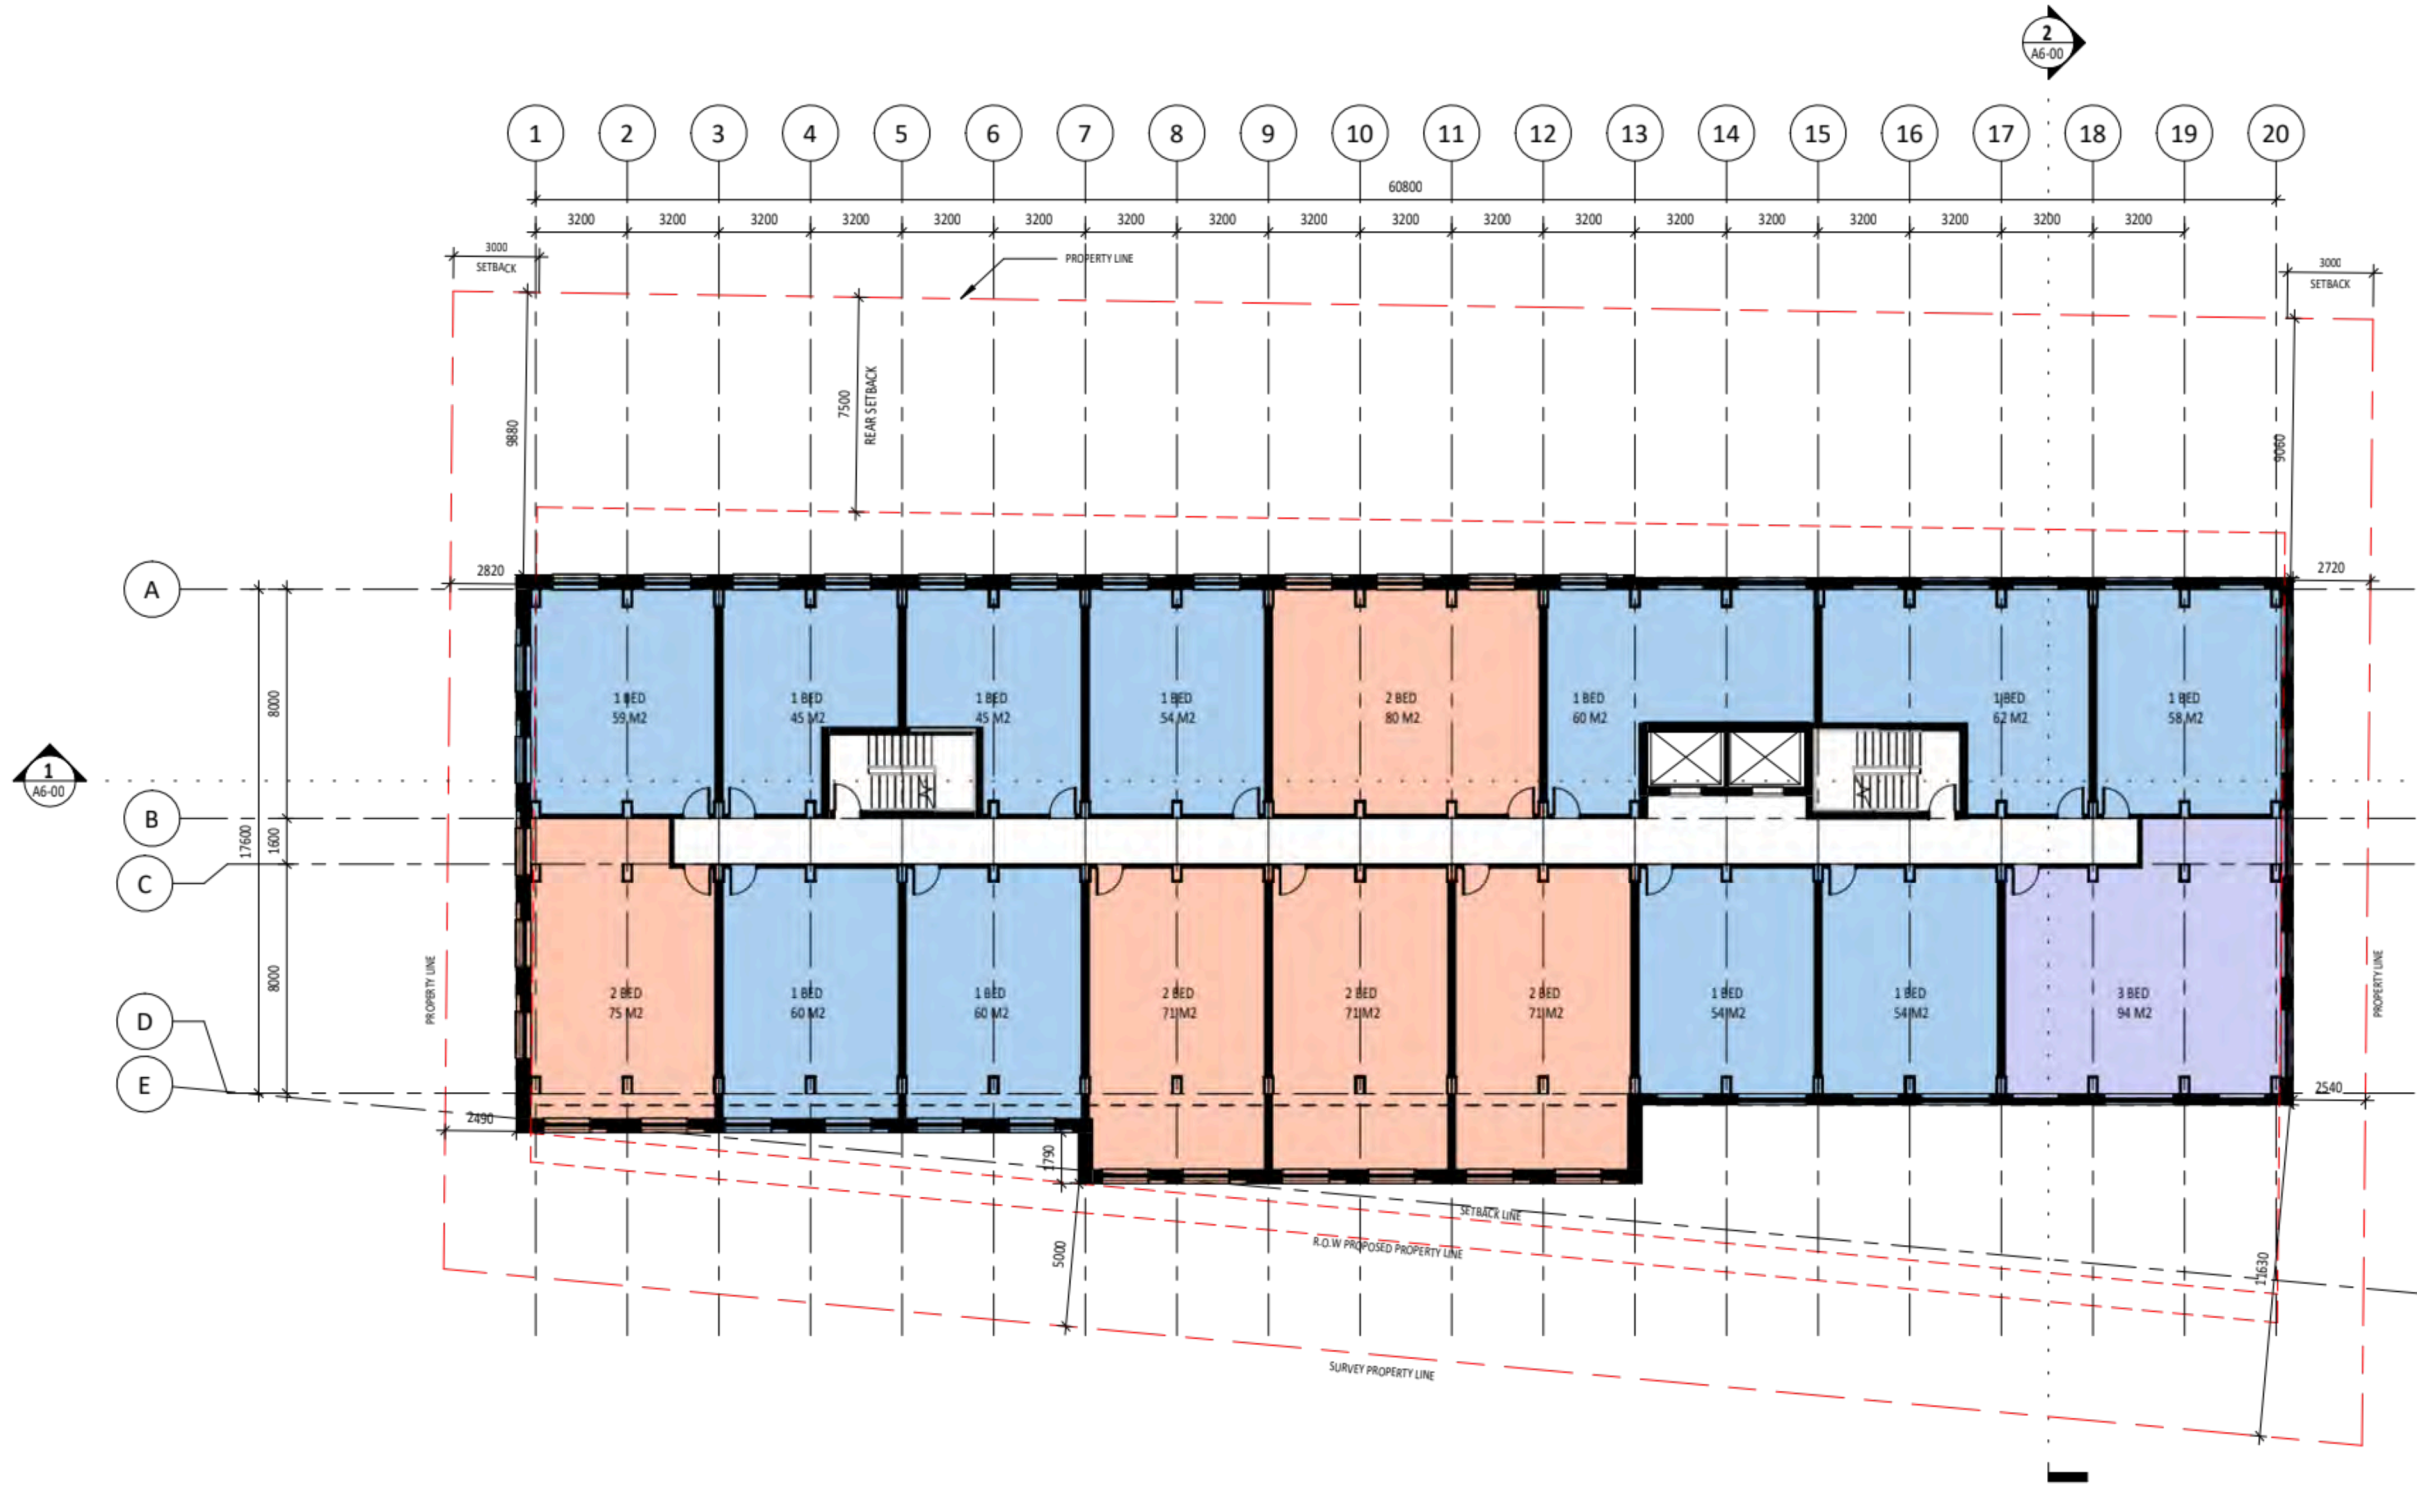 2
A6-00
1 2 3 4 5 6 7 8 9 10 11 12 13 14 15 16 17 18 19 20
60800
3200 3200 3200 3200 3200 3200 3200 3200 3200 3200 3200 3200 3200 3200 3200 3200 3200 3200
3000
SETBACK
PROPERTY LINE
3000
SETBACK
9880
7500
REAR SETBACK
9060
A
2820
2720
8000
1 BED
59 M2
1 BED
45 M2
1 BED
45 M2
1 BED
54 M2
2 BED
80 M2
1 BED
60 M2
1 BED
62 M2
1 BED
58 M2
1
A6-00
B
17600
1600
C
8000
PROPERTY LINE
2 BED
75 M2
1 BED
60 M2
1 BED
60 M2
2 BED
71 M2
2 BED
71 M2
2 BED
71 M2
1 BED
54 M2
1 BED
54 M2
3 BED
94 M2
PROPERTY LINE
D
E
2490
2540
1790
SETBACK LINE
R.O.W PROPOSED PROPERTY LINE
5000
11630
SURVEY PROPERTY LINE